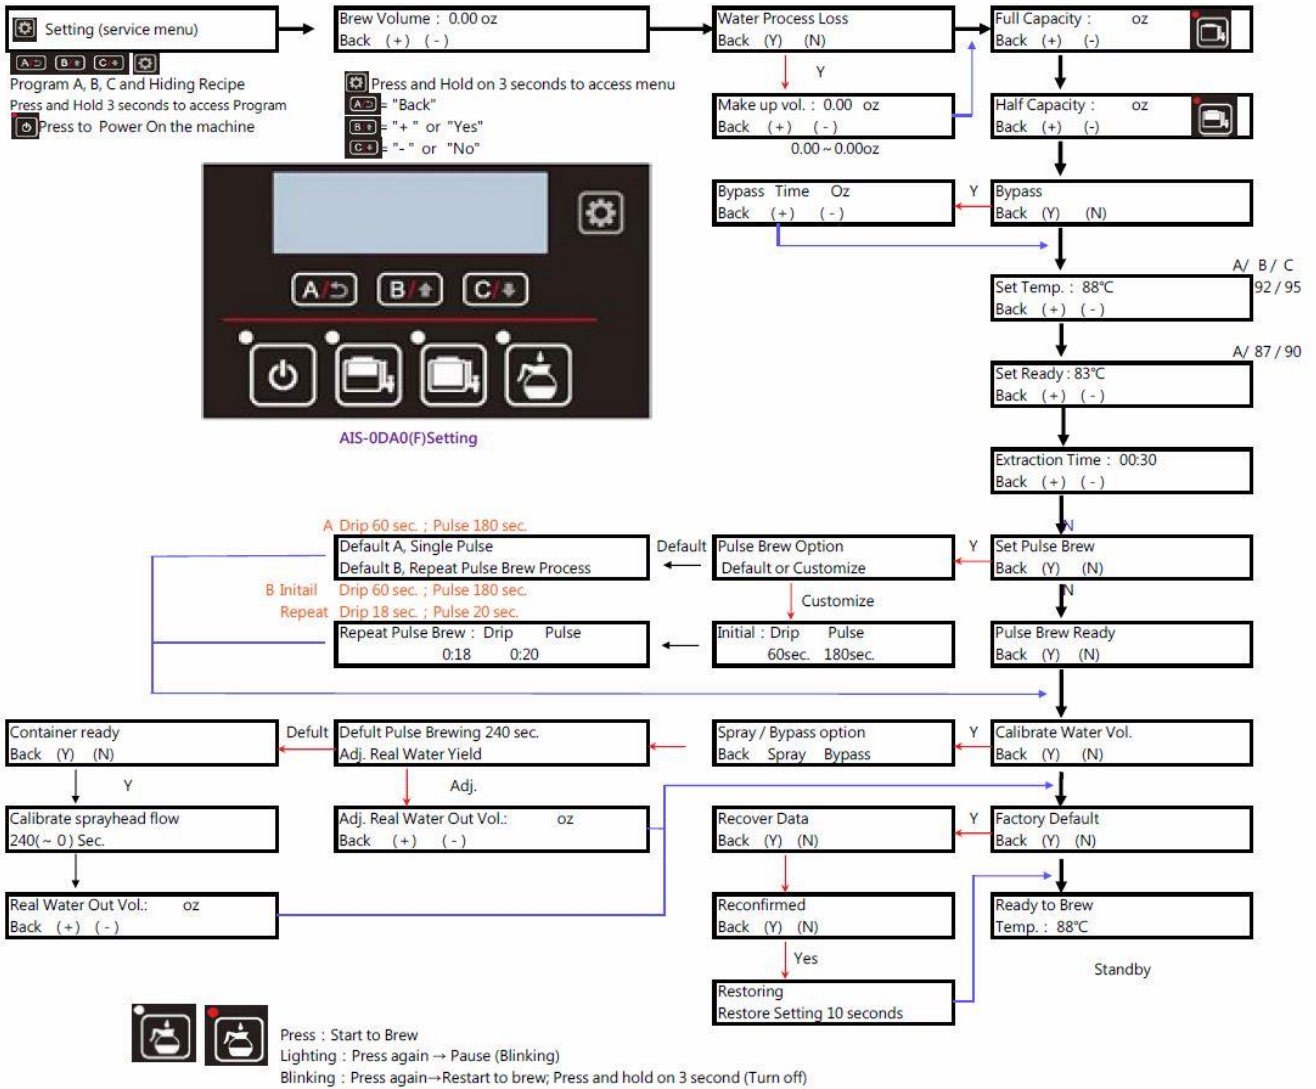 Setting (service menu)
A/ B/ C/
Program A, B, C and Hiding Recipe
Press and Hold 3 seconds to access Program
Press to Power On the machine
Brew Volume : 0.00 oz
Back (+) (-)
Press and Hold on 3 seconds to access menu
A/ = "Back"
B/ = "+" or "Yes"
C/ = "-" or "No"
Water Process Loss
Back (Y) (N)
Y
Make up vol. : 0.00 oz
Back (+) (-)
0.00 ~ 0.00oz
Full Capacity : oz
Back (+) (-)
Half Capacity : oz
Back (+) (-)
Bypass Time Oz
Back (+) (-)
Y
Bypass
Back (Y) (N)
A/ B/ C/
AIS-0DA0(F)Setting
A/ B / C
92 / 95
Set Temp. : 88℃
Back (+) (-)
A/ 87 / 90
Set Ready : 83℃
Back (+) (-)
Extraction Time : 00:30
Back (+) (-)
N
A Drip 60 sec. ; Pulse 180 sec.
Default A, Single Pulse
Default B, Repeat Pulse Brew Process
Default
Pulse Brew Option
Default or Customize
Y
Set Pulse Brew
Back (Y) (N)
N
B Initail Drip 60 sec. ; Pulse 180 sec.
Repeat Drip 18 sec. ; Pulse 20 sec.
Customize
Repeat Pulse Brew : Drip Pulse
0:18 0:20
Initial : Drip Pulse
60sec. 180sec.
Pulse Brew Ready
Back (Y) (N)
Container ready
Back (Y) (N)
Defult
Defult Pulse Brewing 240 sec.
Adj. Real Water Yield
Spray / Bypass option
Back Spray Bypass
Y
Calibrate Water Vol.
Back (Y) (N)
Y
Adj.
Calibrate sprayhead flow
240( ~ 0 ) Sec.
Adj. Real Water Out Vol.: oz
Back (+) (-)
Recover Data
Back (Y) (N)
Y
Factory Default
Back (Y) (N)
Real Water Out Vol.: oz
Back (+) (-)
Reconfirmed
Back (Y) (N)
Ready to Brew
Temp. : 88℃
Yes
Standby
Restoring
Restore Setting 10 seconds
Press : Start to Brew
Lighting : Press again → Pause (Blinking)
Blinking : Press again→Restart to brew; Press and hold on 3 second (Turn off)